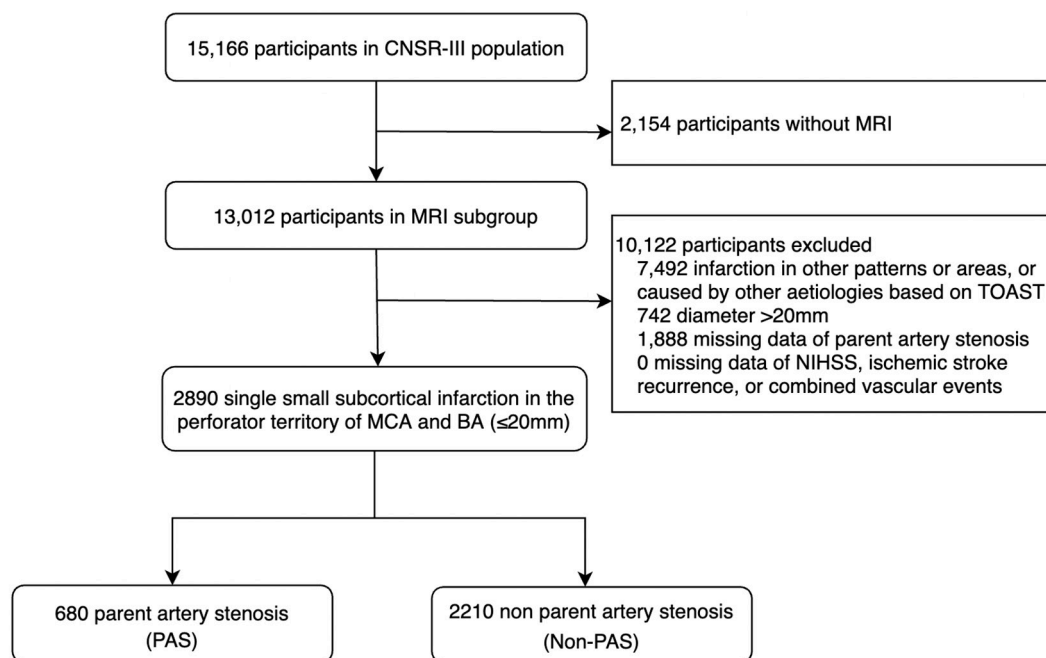 15,166 participants in CNSR-III population
2,154 participants without MRI
13,012 participants in MRI subgroup
10,122 participants excluded
7,492 infarction in other patterns or areas, or
caused by other aetiologies based on TOAST
742 diameter >20mm
1,888 missing data of parent artery stenosis
0 missing data of NIHSS, ischemic stroke
recurrence, or combined vascular events
2890 single small subcortical infarction in the
perforator territory of MCA and BA (≤20mm)
680 parent artery stenosis
(PAS)
2210 non parent artery stenosis
(Non-PAS)